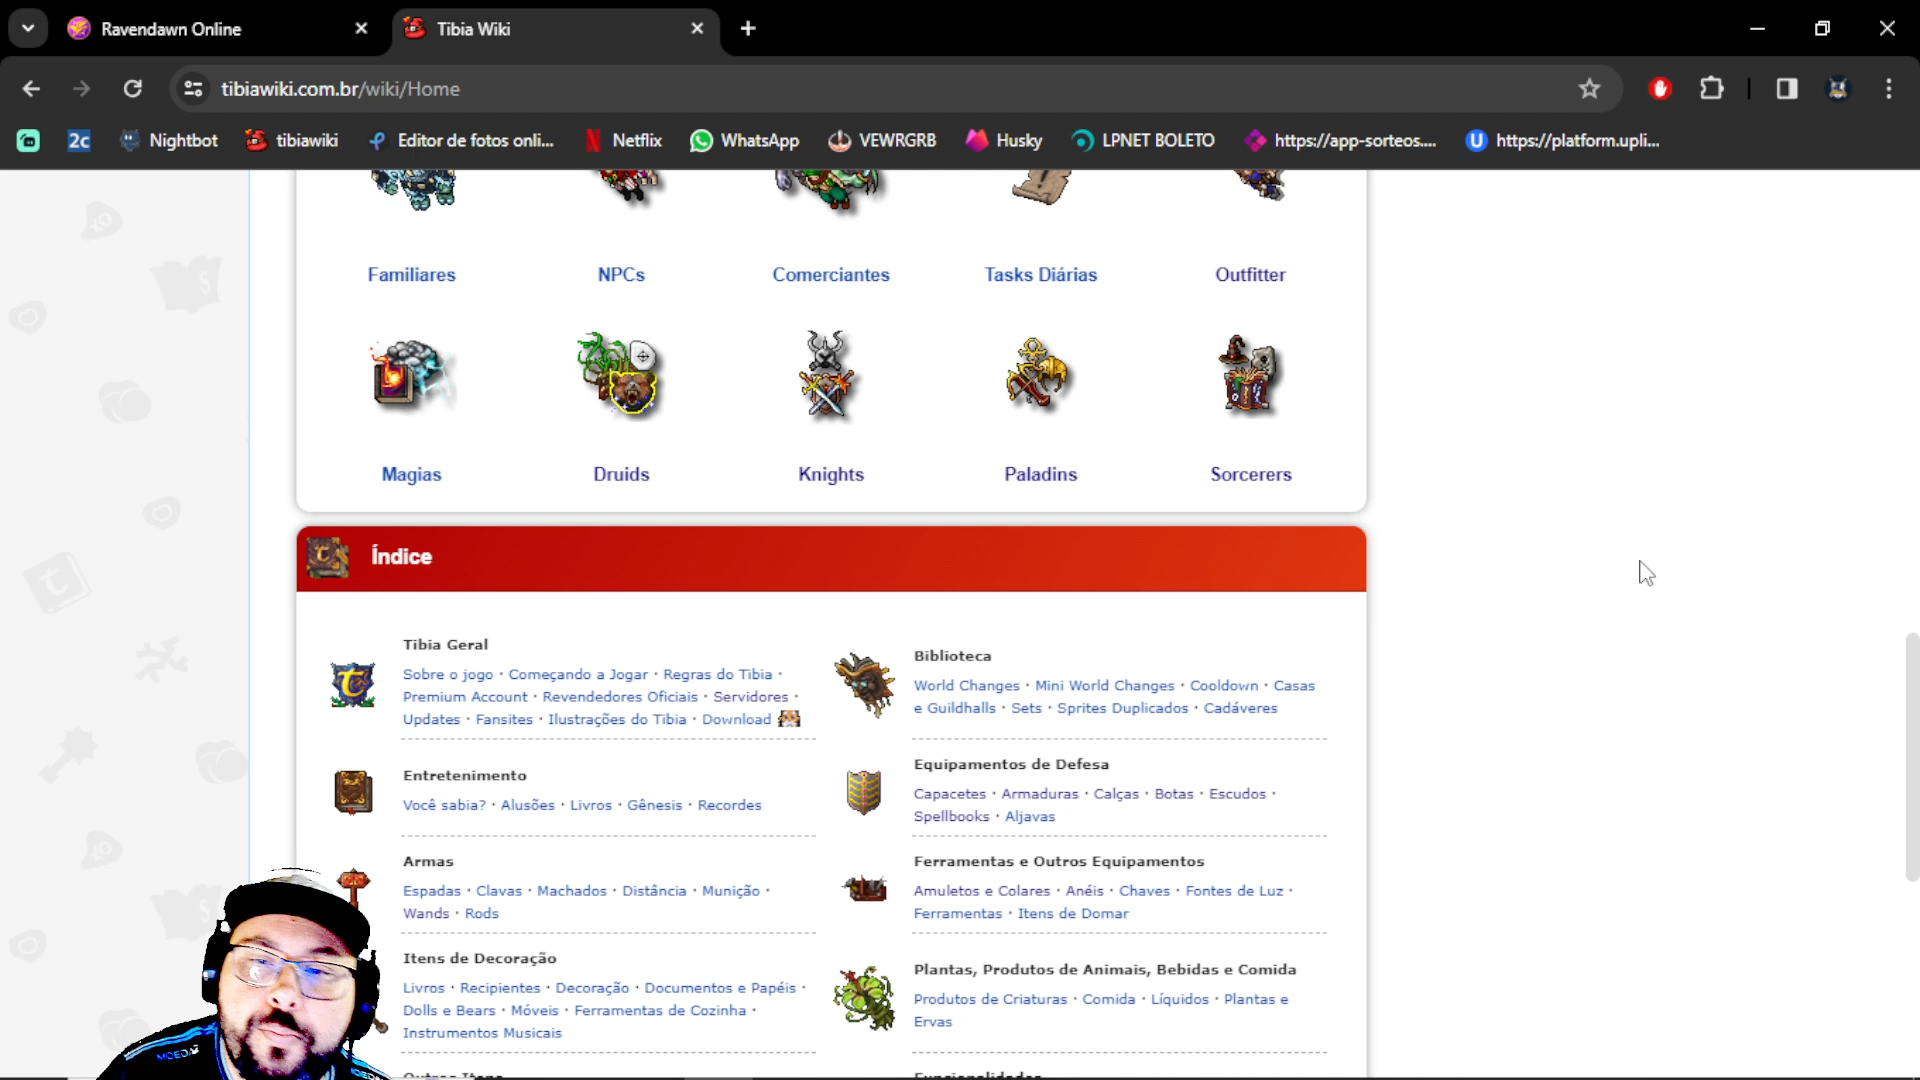 Ravendawn Online
Tibia Wiki
tibiawiki.com.br/wiki/Home
2c
Nightbot
tibiawiki
Editor de fotos onli...
Netflix
WhatsApp
VEWRGRB
Husky
LPNET BOLETO
https://app-sorteos....
https://platform.upli...
Familiares
NPCs
Comerciantes
Tasks Diárias
Outfitter
Magias
Druids
Knights
Paladins
Sorcerers
Índice
Tibia Geral
Sobre o jogo · Começando a Jogar · Regras do Tibia ·
Premium Account · Revendedores Oficiais · Servidores ·
Updates · Fansites · Ilustrações do Tibia · Download
Biblioteca
World Changes · Mini World Changes · Cooldown · Casas
e Guildhalls · Sets · Sprites Duplicados · Cadáveres
Entretenimento
Você sabia? · Alusões · Livros · Gênesis · Recordes
Equipamentos de Defesa
Capacetes · Armaduras · Calças · Botas · Escudos ·
Spellbooks · Aljavas
Armas
Espadas · Clavas · Machados · Distância · Munição ·
Wands · Rods
Ferramentas e Outros Equipamentos
Amuletos e Colares · Anéis · Chaves · Fontes de Luz ·
Ferramentas · Itens de Domar
Itens de Decoração
Livros · Recipientes · Decoração · Documentos e Papéis ·
Dolls e Bears · Móveis · Ferramentas de Cozinha ·
Instrumentos Musicais
Plantas, Produtos de Animais, Bebidas e Comida
Produtos de Criaturas · Comida · Líquidos · Plantas e
Ervas
Outros Itens
Funcionalidades